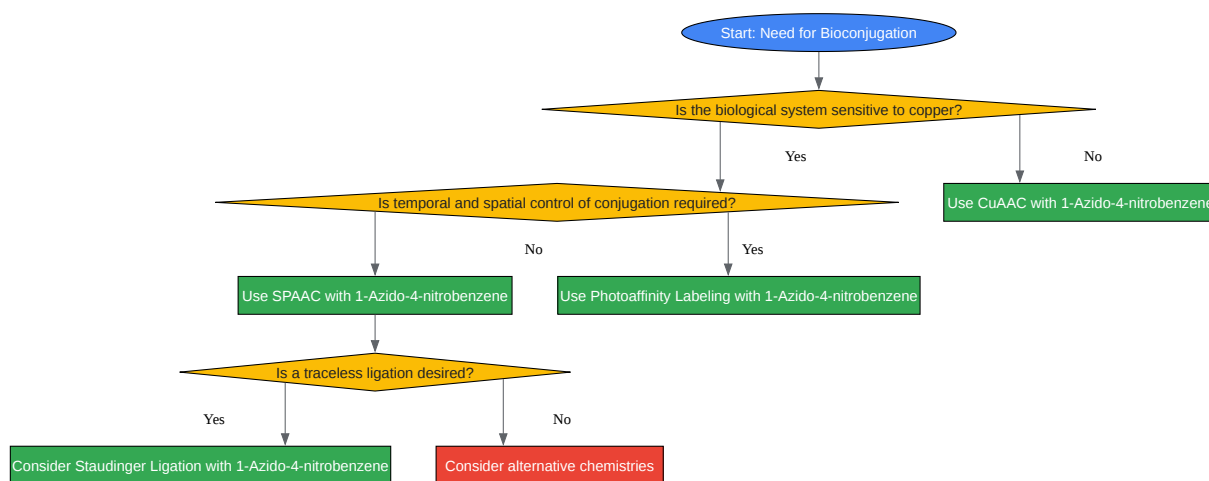 Start: Need for Bioconjugation
Is the biological system sensitive to copper?
Yes
No
Is temporal and spatial control of conjugation required?
Use CuAAC with 1-Azido-4-nitrobenzene
No
Yes
Use SPAAC with 1-Azido-4-nitrobenzene
Use Photoaffinity Labeling with 1-Azido-4-nitrobenzene
Is a traceless ligation desired?
Yes
No
Consider Staudinger Ligation with 1-Azido-4-nitrobenzene
Consider alternative chemistries